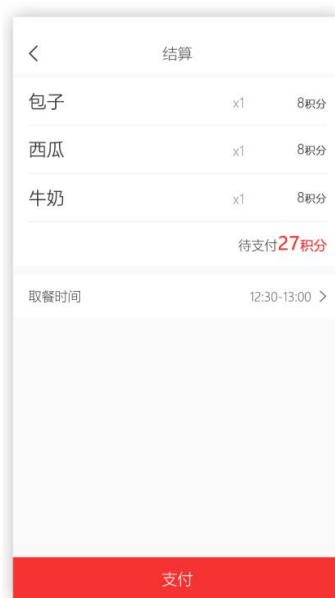 结算
包子 x1 8积分
西瓜 x1 8积分
牛奶 x1 8积分
待支付27积分
取餐时间 12:30-13:00
支付